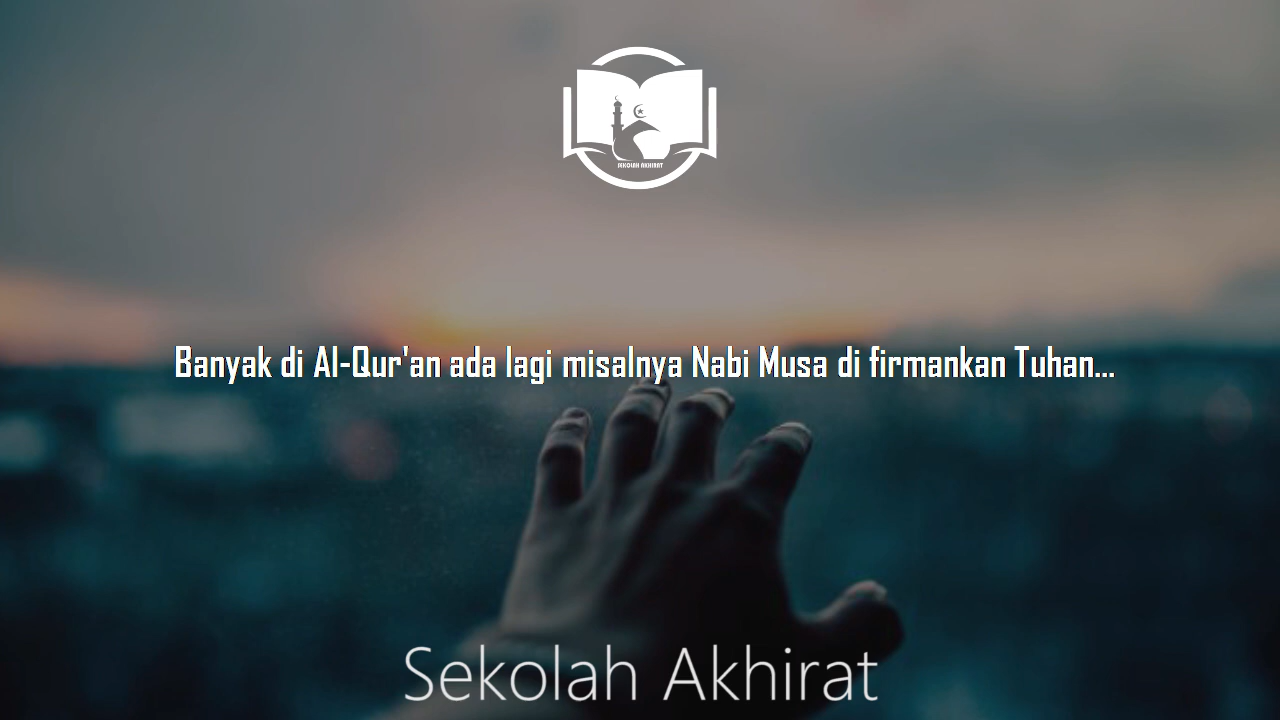 SEKOLAH AKHIRAT
Banyak di Al-Qur'an ada lagi misalnya Nabi Musa di firmankan Tuhan...
Sekolah Akhirat